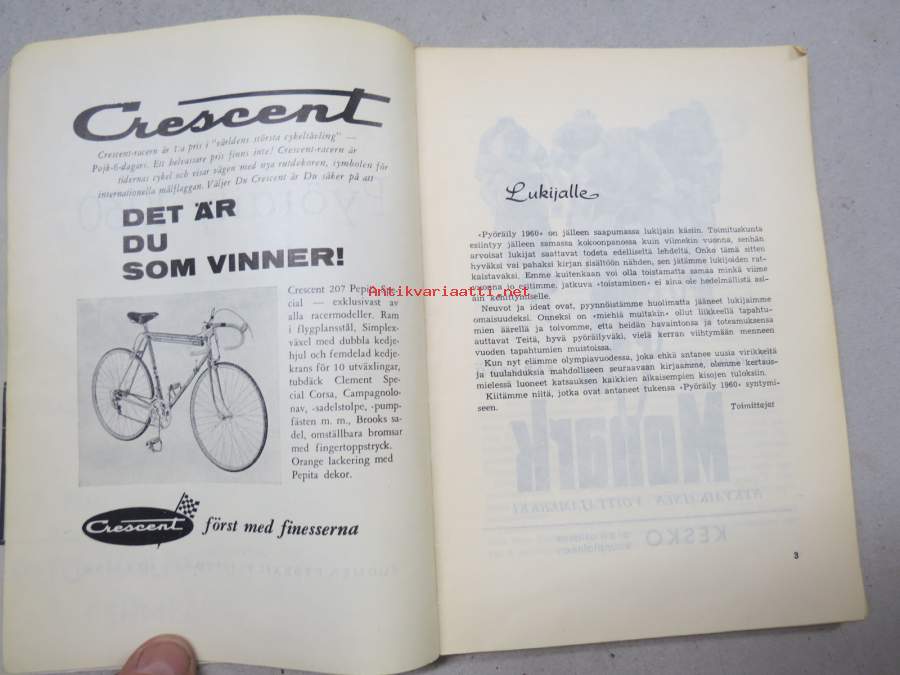 Crescent
Crescent-racern är 1:a pris i "världens största cykeltävling" —
Pojk-6-dagars. Ett helvassare pris finns inte! Crescent-racern är
tidernas cykel och visar vägen med nya rutdekoren, symbolen för
internationella målflaggan. Väljer Du Crescent är Du säker på att
DET ÄR
DU
SOM VINNER!
Crescent 207 Pepita Spe-
cial — exklusivast av
alla racermodeller. Ram
i flygplansstål, Simplex-
växel med dubbla kedje-
hjul och femdelad kedje-
krans för 10 utväxlingar,
tubdäck Clement Spe-
cial Corsa, Campagnolo-
nav, -sadelstolpe, -pump-
fästen m. m., Brooks sa-
del, omställbara bromsar
med fingertoppstryck.
Orange lackering med
Pepita dekor.
Crescent
först med finesserna
Antikvariaatti.net
3
Lukijalle
»Pyöräily 1960» on jälleen saapumassa lukijain käsiin. Toimituskunta
esiintyy jälleen samassa kokoonpanossa kuin viimekin vuonna, senhän
arvoisat lukijat saattavat todeta edelliseltä lehdeltä. Onko tämä sitten
hyväksi vai pahaksi kirjan sisältöön nähden, sen jätämme lukijoiden rat-
kaistavaksi. Emme kuitenkaan voi olla toistamatta samaa minkä viime
vuonna jo esitimme, jatkuva »toistaminen» ei aina ole hedelmällistä asi-
ain kehittymiselle.
Neuvot ja ideat ovat, pyynnöistämme huolimatta jääneet lukijaimme
omaisuudeksi. Onneksi on »miehiä muitakin» ollut liikkeellä tapahtu-
mien äärellä ja toivomme, että heidän havaintonsa ja toteamuksensa
auttavat Teitä, hyvä pyöräilyväki, vielä kerran viihtymään menneen
vuoden tapahtumien muistoissa.
Kun nyt elämme olympiavuodessa, joka ehkä antanee uusia virikkeitä
ja tuulahduksia mahdolliseen seuraavaan kirjaamme, olemme kertaus-
mielessä luoneet katsauksen kaikkien aikaisempien kisojen tuloksiin.
Kiitämme niitä, jotka ovat antaneet tukensa »Pyöräily 1960» syntymi-
seen.
Toimittajat
Monark
KESKO
3